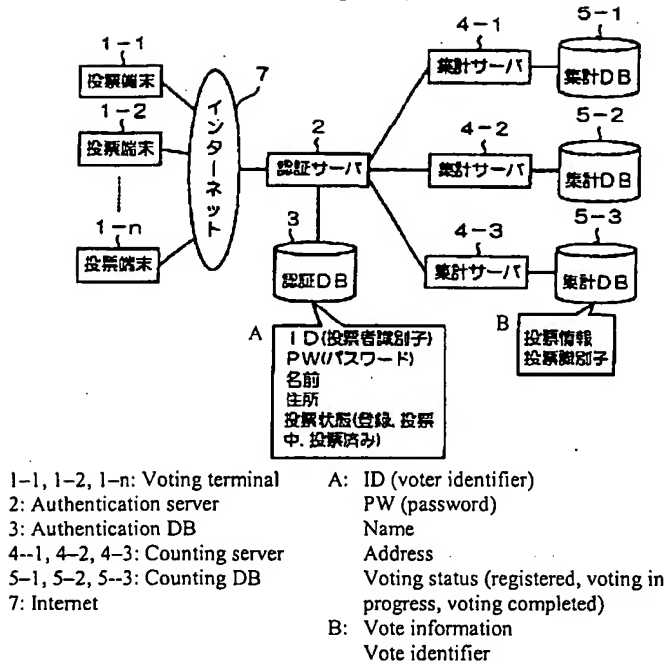 4-1
5-1
1-1
投票端末
7
集計サーバ
集計DB
1-2
投票端末
インターネット
2
認証サーバ
4-2
集計サーバ
5-2
集計DB
1-n
投票端末
3
認証DB
4-3
集計サーバ
5-3
集計DB
A
ID(投票者識別子)
PW(パスワード)
名前
住所
投票状態(登録、投票
中、投票済み)
B
投票情報
投票識別子
1–1, 1–2, 1–n: Voting terminal
2: Authentication server
3: Authentication DB
4--1, 4–2, 4–3: Counting server
5–1, 5–2, 5--3: Counting DB
7: Internet
A: ID (voter identifier)
PW (password)
Name
Address
Voting status (registered, voting in
progress, voting completed)
B: Vote information
Vote identifier